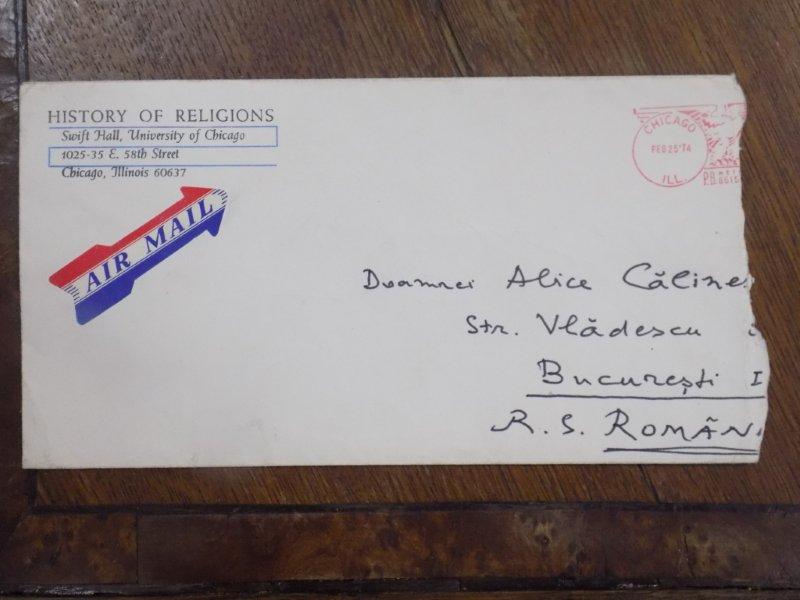 HISTORY OF RELIGIONS
Swift Hall, University of Chicago
1025-35 E. 58th Street
Chicago, Illinois 60637
AIR MAIL
CHICAGO
FEB 25 '74
ILL.
P.B.
Doamnei Alice Căline
Str. Vlădescu
București I
R. S. ROMÂN